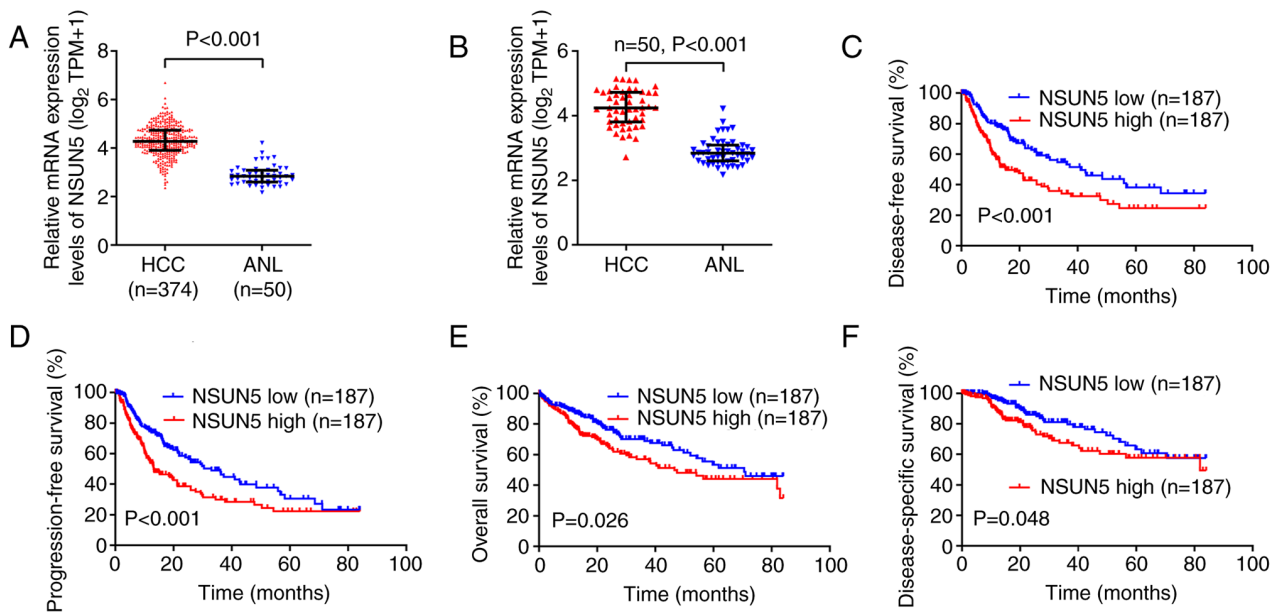 A
Relative mRNA expression
levels of NSUN5 (log2 TPM+1)
P<0.001
8
6
4
2
0
HCC
(n=374)
ANL
(n=50)
B
Relative mRNA expression
levels of NSUN5 (log2 TPM+1)
n=50, P<0.001
6
4
2
0
HCC
ANL
C
Disease-free survival (%)
100
80
60
40
20
0
NSUN5 low (n=187)
NSUN5 high (n=187)
P<0.001
0 20 40 60 80 100
Time (months)
D
Progression-free survival (%)
100
80
60
40
20
0
NSUN5 low (n=187)
NSUN5 high (n=187)
P<0.001
0 20 40 60 80 100
Time (months)
E
Overall survival (%)
100
80
60
40
20
0
NSUN5 low (n=187)
NSUN5 high (n=187)
P=0.026
0 20 40 60 80 100
Time (months)
F
Disease-specific survival (%)
100
80
60
40
20
0
NSUN5 low (n=187)
NSUN5 high (n=187)
P=0.048
0 20 40 60 80 100
Time (months)